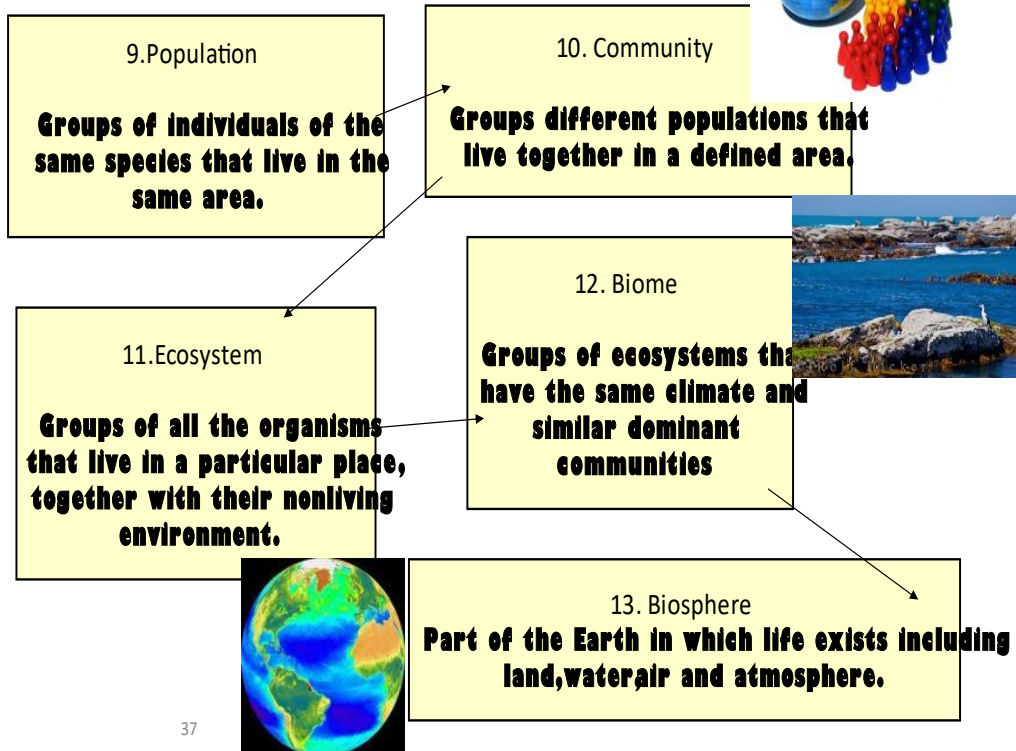 9.Population
Groups of individuals of the
same species that live in the
same area.
10. Community
Groups different populations that
live together in a defined area.
11.Ecosystem
Groups of all the organisms
that live in a particular place,
together with their nonliving
environment.
12. Biome
Groups of ecosystems tha
have the same climate and
similar dominant
communities
13. Biosphere
Part of the Earth in which life exists including
land,water,air and atmosphere.
37